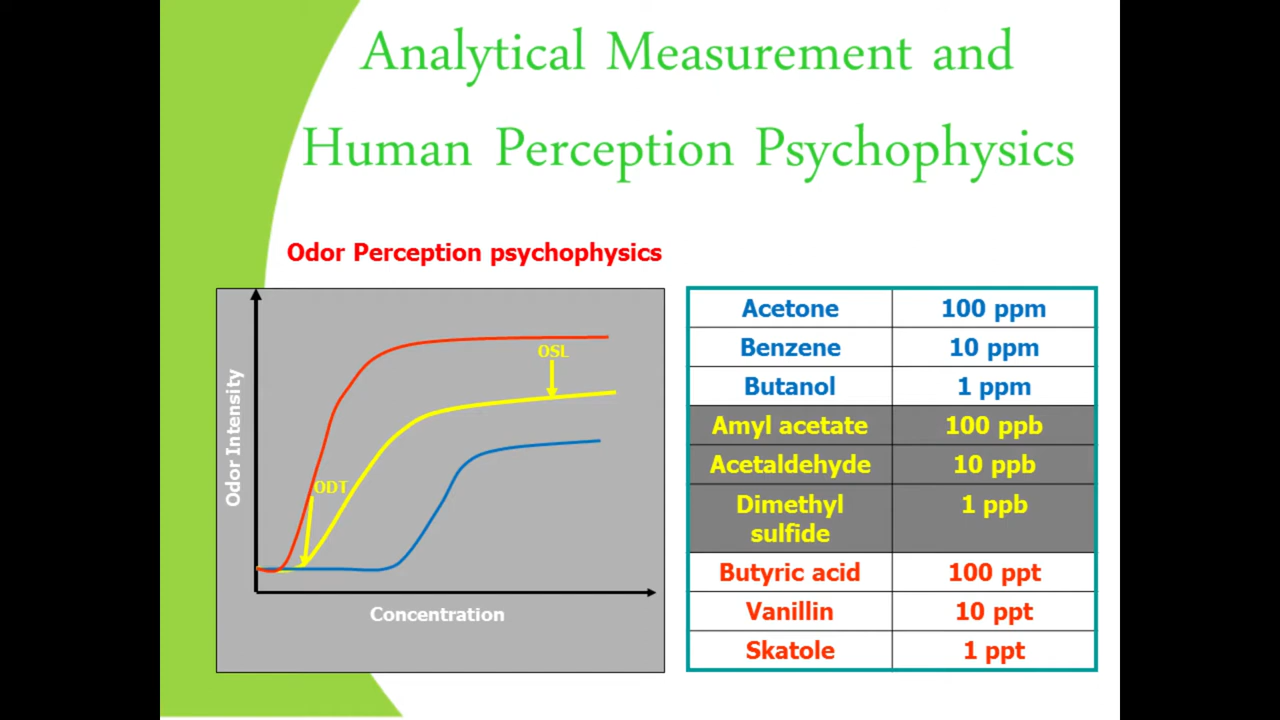 Analytical Measurement and
Human Perception Psychophysics
Odor Perception psychophysics
Odor Intensity
OSL
ODT
Concentration
Acetone 100 ppm
Benzene 10 ppm
Butanol 1 ppm
Amyl acetate 100 ppb
Acetaldehyde 10 ppb
Dimethyl 1 ppb
sulfide
Butyric acid 100 ppt
Vanillin 10 ppt
Skatole 1 ppt